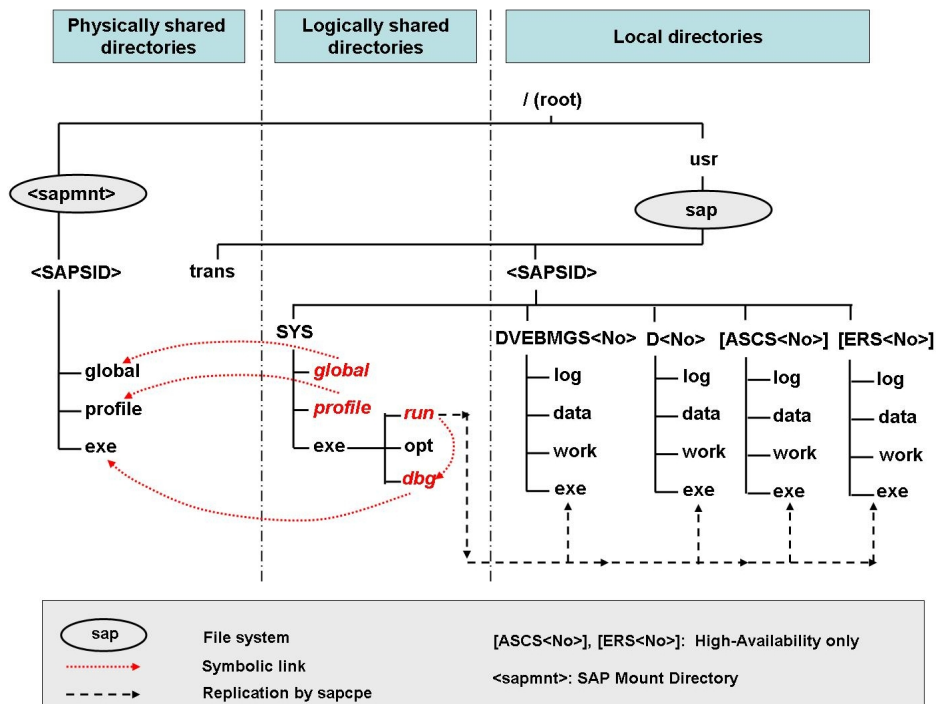 Physically shared
directories
Logically shared
directories
Local directories
/ (root)
usr
<sapmnt>
sap
<SAPSID>
trans
<SAPSID>
SYS
DVEBMGS<No>
D<No>
[ASCS<No>]
[ERS<No>]
global
profile
exe
global
profile
exe
run
opt
dbg
log
data
work
exe
log
data
work
exe
log
data
work
exe
log
data
work
exe
sap
File system
Symbolic link
Replication by sapcpe
[ASCS<No>], [ERS<No>]: High-Availability only
<sapmnt>: SAP Mount Directory